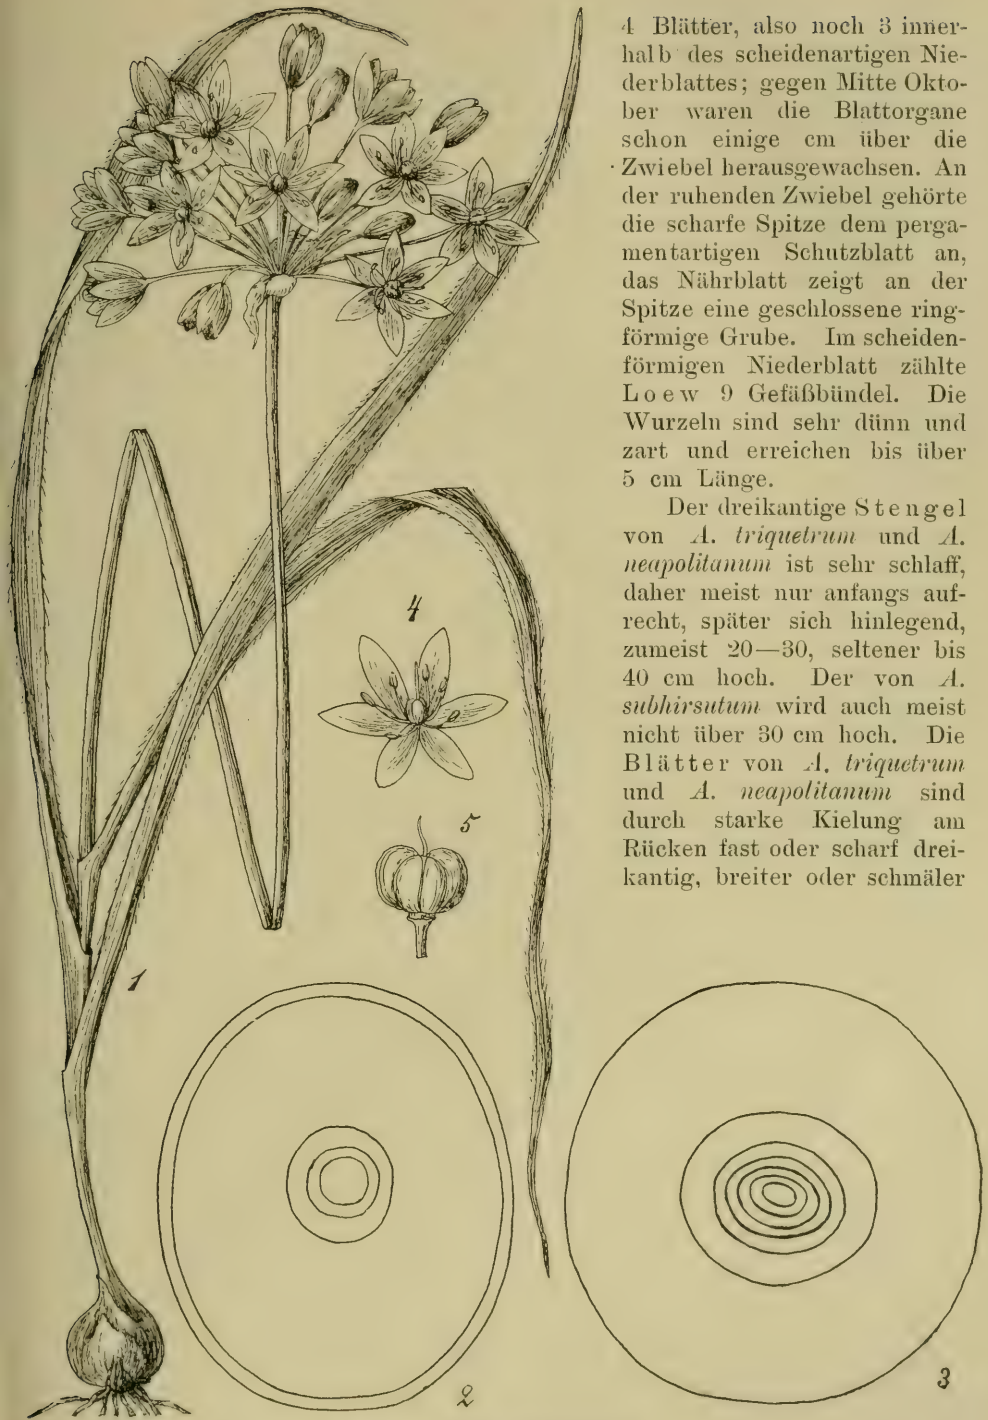 4 Blätter, also noch 3 inner-
halb des scheidenartigen Nie-
derblattes; gegen Mitte Okto-
ber waren die Blattorgane
schon einige cm über die
Zwiebel herausgewachsen. An
der ruhenden Zwiebel gehörte
die scharfe Spitze dem perga-
mentartigen Schutzblatt an,
das Nährblatt zeigt an der
Spitze eine geschlossene ring-
förmige Grube. Im scheiden-
förmigen Niederblatt zählte
Loew 9 Gefäßbündel. Die
Wurzeln sind sehr dünn und
zart und erreichen bis über
5 cm Länge.
Der dreikantige Stengel
von A. triquetrum und A.
neapolitanum ist sehr schlaff,
daher meist nur anfangs auf-
recht, später sich hinlegend,
zumeist 20—30, seltener bis
40 cm hoch. Der von A.
subhirsutum wird auch meist
nicht über 30 cm hoch. Die
Blätter von A. triquetrum
und A. neapolitanum sind
durch starke Kielung am
Rücken fast oder scharf drei-
kantig, breiter oder schmäler
4
5
1
2
3